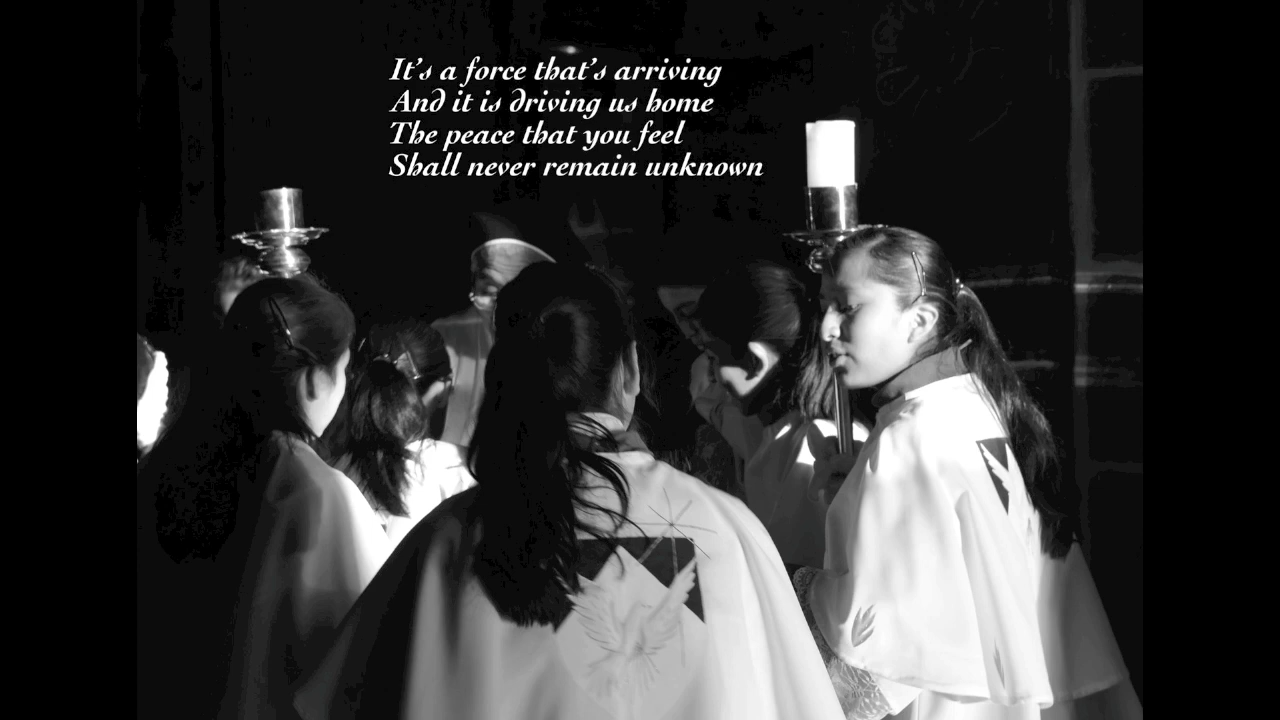 It's a force that's arriving
And it is driving us home
The peace that you feel
Shall never remain unknown